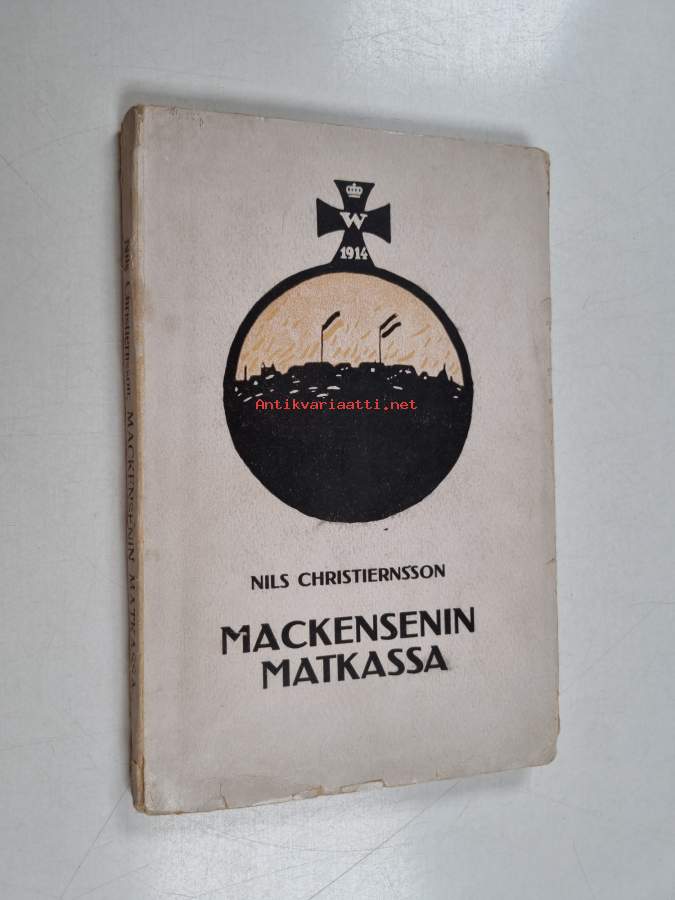 W
1914
Antikvariaatti.net
NILS CHRISTIERNSSON
MACKENSENIN
MATKASSA
Nils Christiernsson. MACKENSENIN MATKASSA